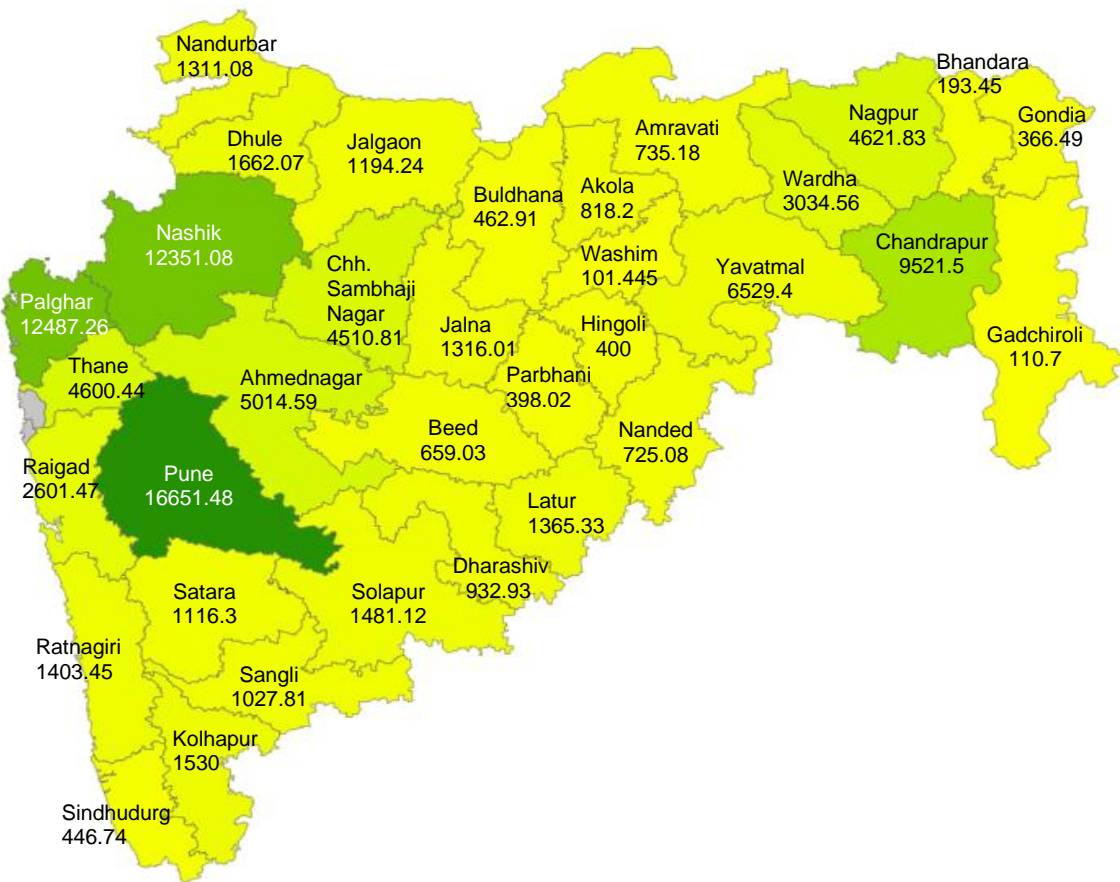 Nandurbar
1311.08
Bhandara
193.45
Nagpur
4621.83
Gondia
366.49
Dhule
1662.07
Jalgaon
1194.24
Amravati
735.18
Buldhana
462.91
Akola
818.2
Wardha
3034.56
Nashik
12351.08
Chh.
Sambhaji
Nagar
4510.81
Washim
101.445
Yavatmal
6529.4
Chandrapur
9521.5
Palghar
12487.26
Jalna
1316.01
Hingoli
400
Gadchiroli
110.7
Thane
4600.44
Ahmednagar
5014.59
Parbhani
398.02
Beed
659.03
Nanded
725.08
Raigad
2601.47
Pune
16651.48
Latur
1365.33
Dharashiv
932.93
Satara
1116.3
Solapur
1481.12
Ratnagiri
1403.45
Sangli
1027.81
Kolhapur
1530
Sindhudurg
446.74